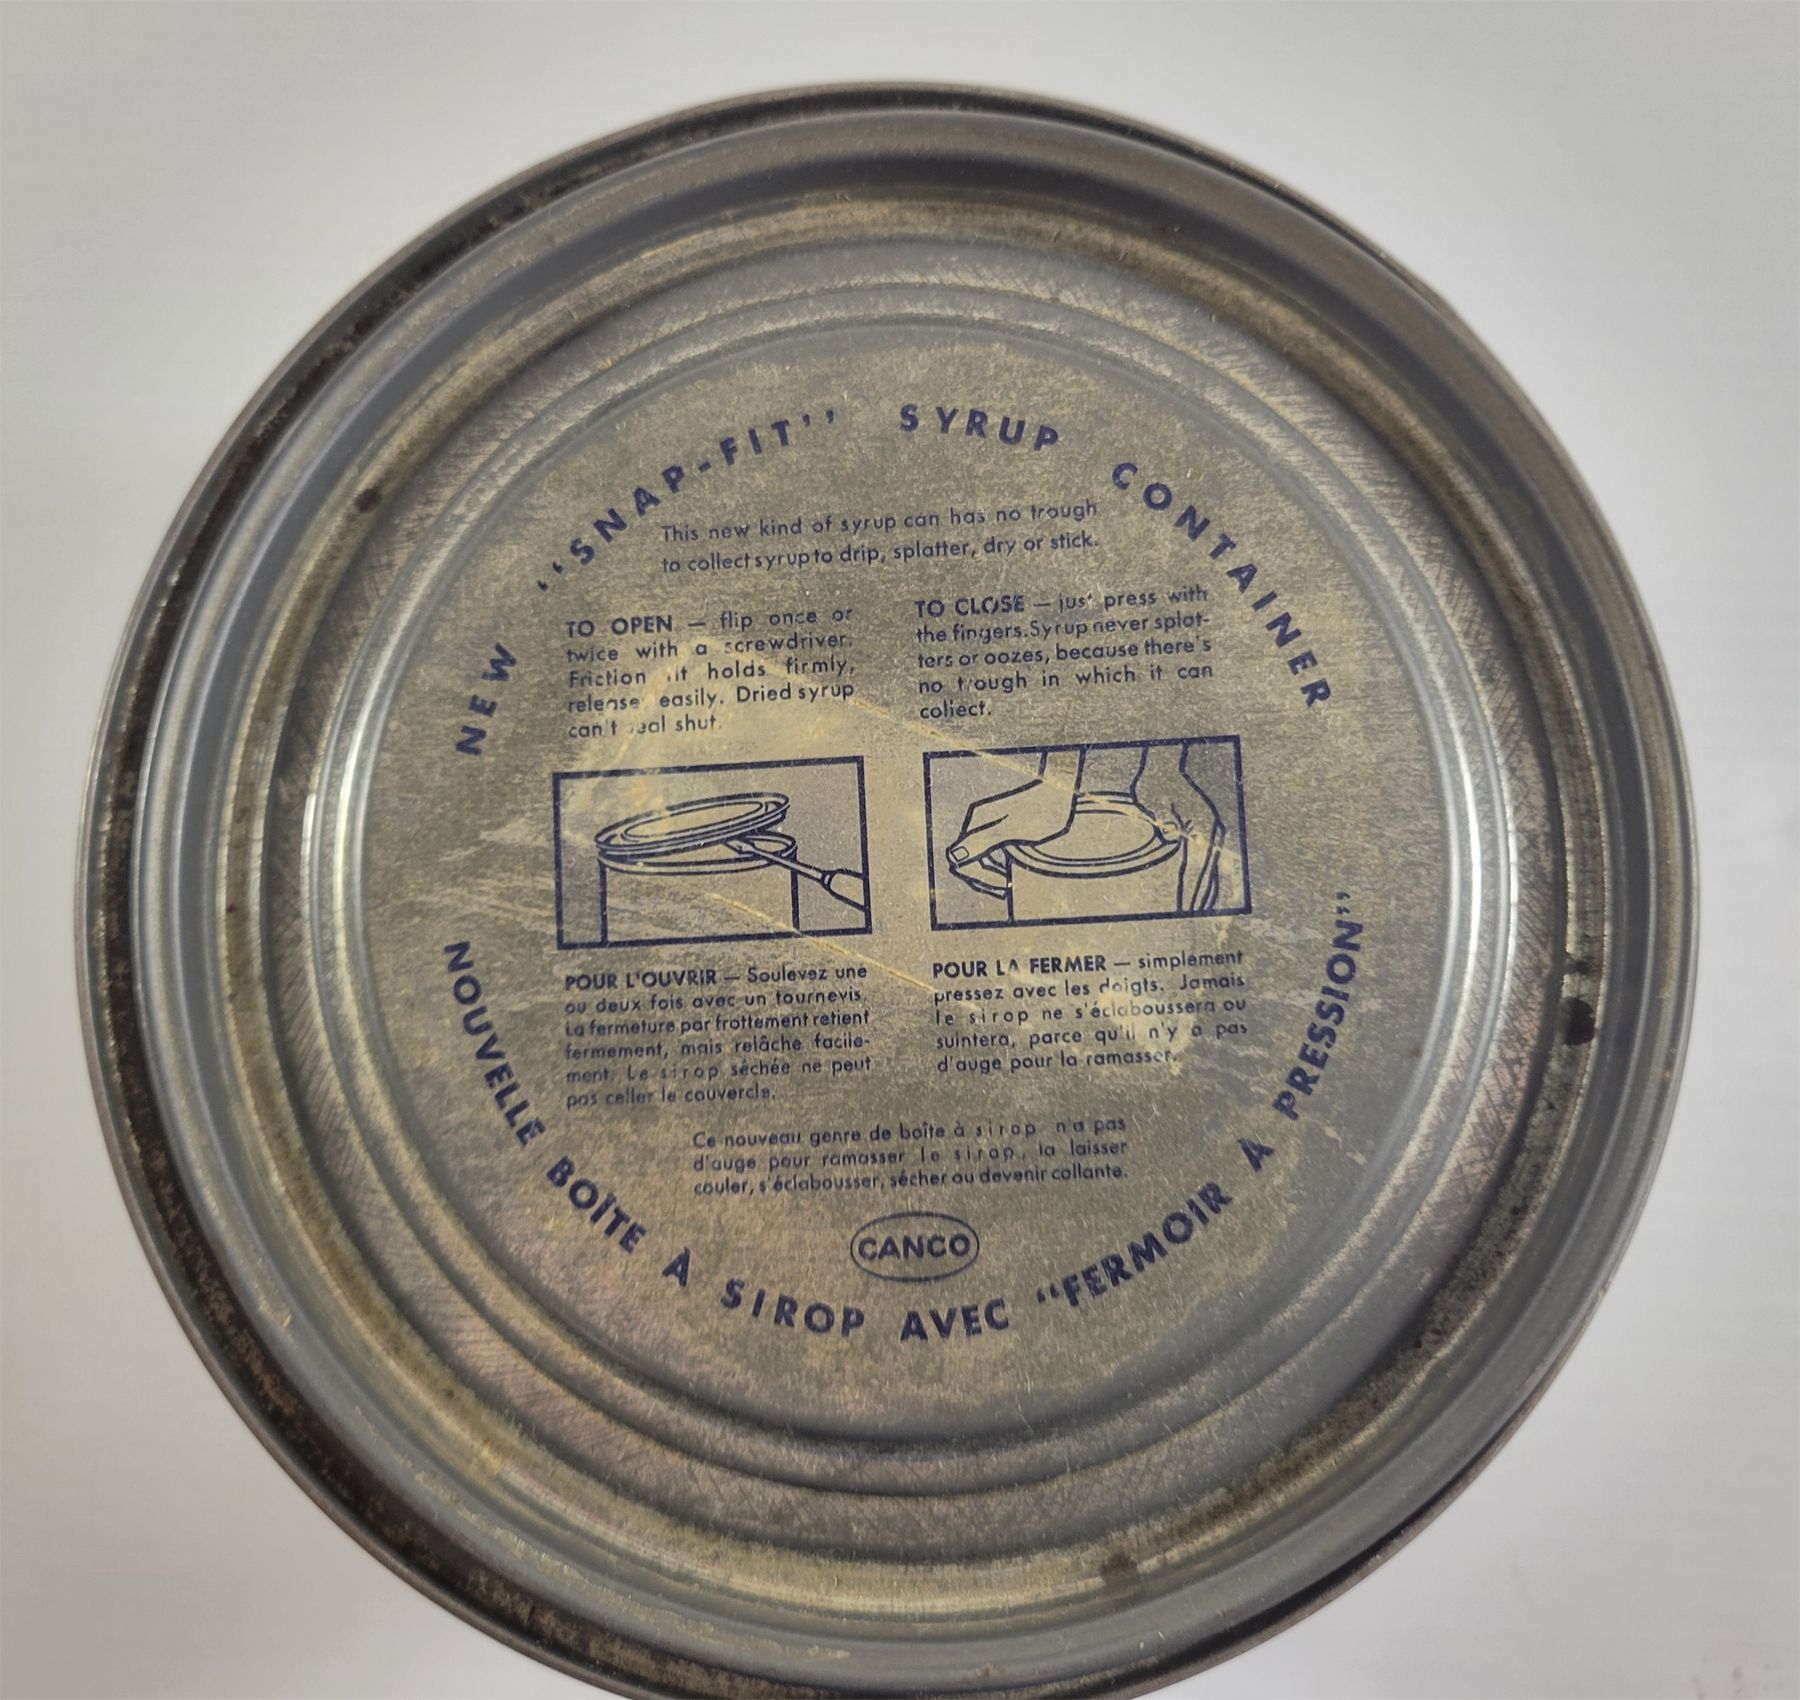 NEW "SNAP-FIT" SYRUP CONTAINER
This new kind of syrup can has no trough
to collect syrup to drip, splatter, dry or stick.
TO OPEN — flip once or
twice with a screwdriver.
Friction fit holds firmly,
release easily. Dried syrup
can't seal shut.
TO CLOSE — just press with
the fingers. Syrup never splat-
ters or oozes, because there's
no trough in which it can
collect.
POUR L'OUVRIR — Soulevez une
ou deux fois avec un tournevis.
La fermeture par frottement retient
fermement, mais relâche facile-
ment. Le sirop séchée ne peut
pas celler le couvercle.
POUR LA FERMER — simplement
pressez avec les doigts. Jamais
le sirop ne s'éclaboussera ou
suintera, parce qu'il n'y a pas
d'auge pour la ramasser.
Ce nouveau genre de boîte à sirop n'a pas
d'auge pour ramasser le sirop, la laisser
couler, s'éclabousser, sécher ou devenir collante.
CANCO
NOUVELLE BOÎTE À SIROP AVEC "FERMOIR À PRESSION"